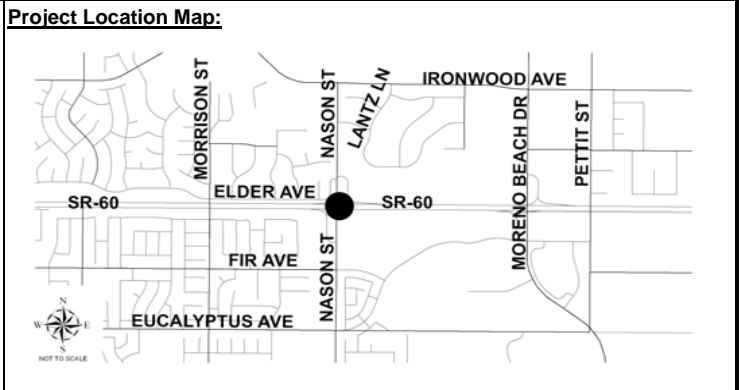 Project Location Map:
IRONWOOD AVE
MORRISON ST
NASON ST
LANTZ LN
MORENO BEACH DR
PETTIT ST
ELDER AVE
SR-60
SR-60
FIR AVE
NASON ST
EUCALYPTUS AVE
N
W E
S
NOT TO SCALE